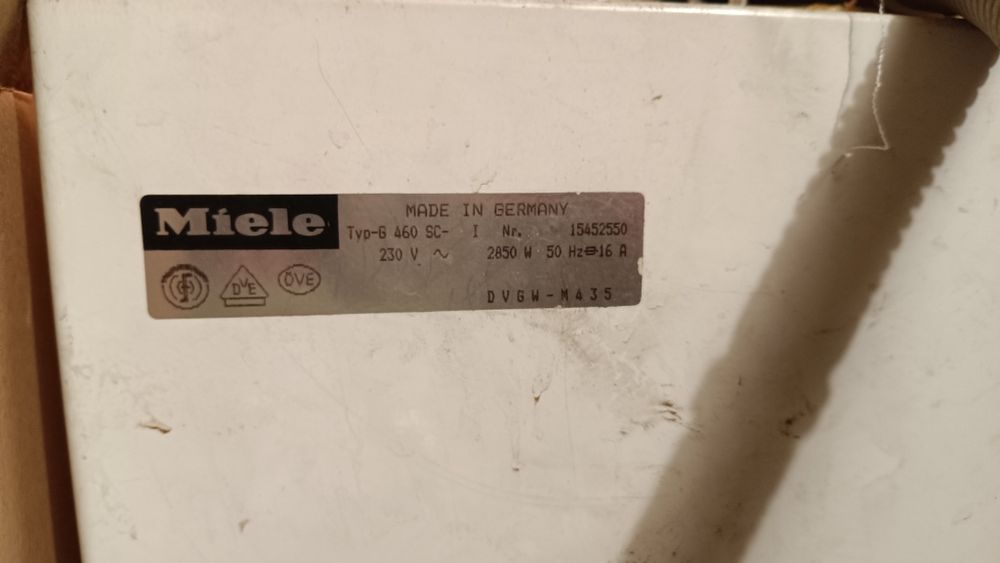 Miele
MADE IN GERMANY
Typ-G 460 SC- I Nr. 15452550
230 V ~ 2850 W 50 Hz 16 A
DVE ÖVE
DVGW-M435